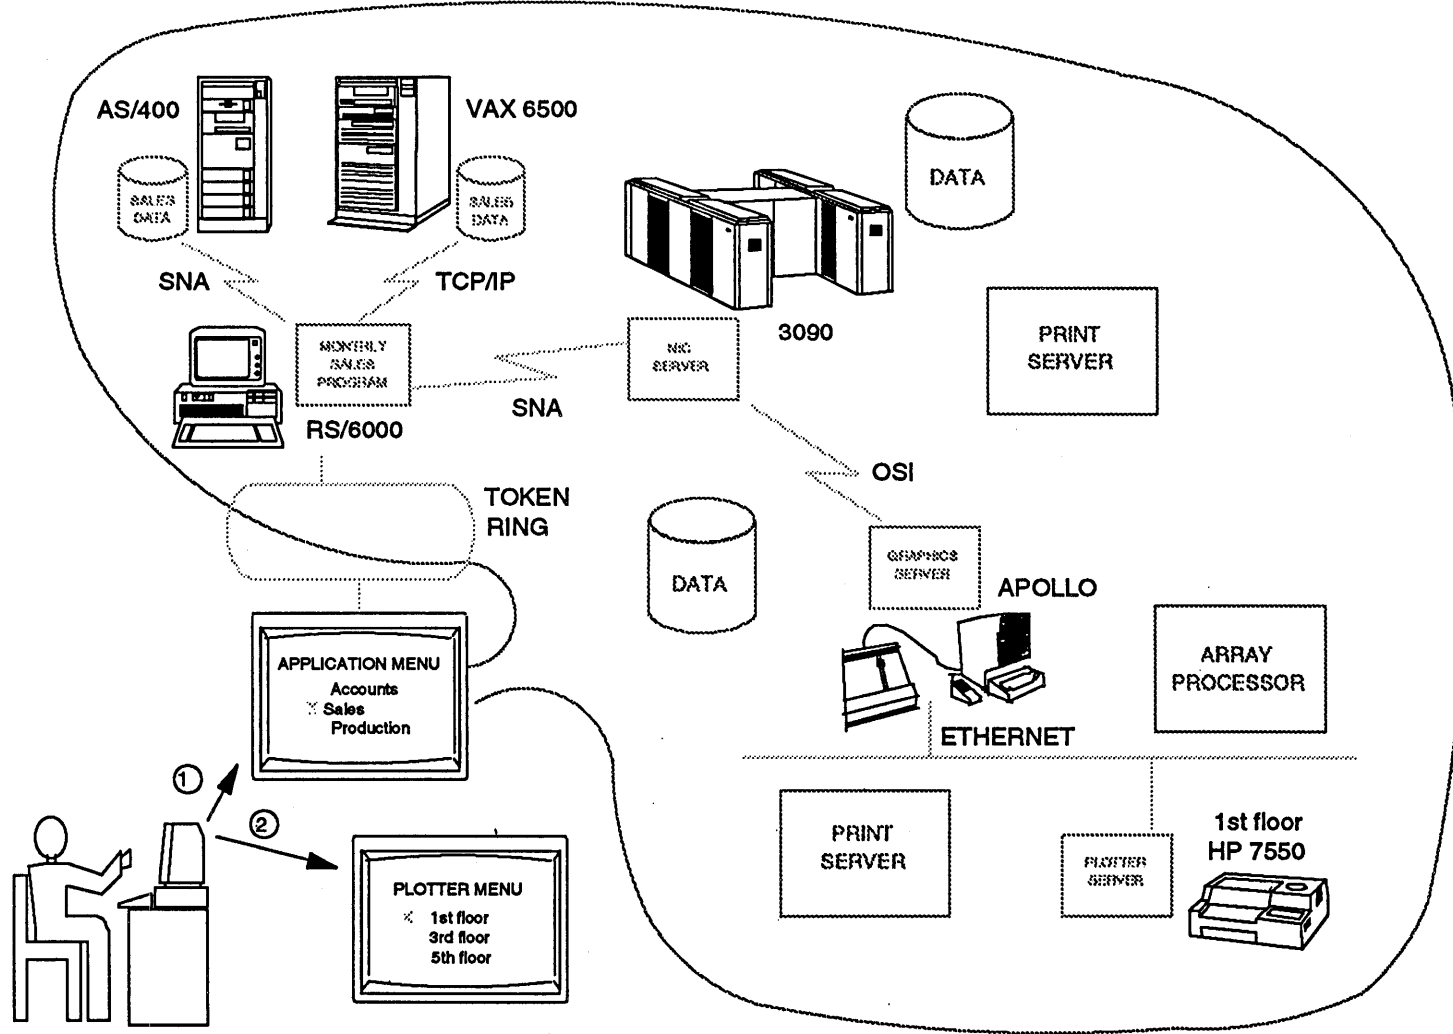 AS/400
VAX 6500
SALES
DATA
SALES
DATA
DATA
SNA
TCP/IP
3090
PRINT
SERVER
MONTHLY
SALES
PROGRAM
SERVER
SNA
RS/6000
OSI
TOKEN
RING
DATA
GRAPHICS
SERVER
APOLLO
ARRAY
PROCESSOR
APPLICATION MENU
Accounts
X Sales
Production
ETHERNET
1
2
PRINT
SERVER
1st floor
HP 7550
PLOTTER
SERVER
PLOTTER MENU
X 1st floor
3rd floor
5th floor